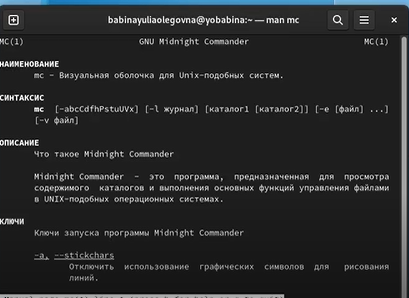 babinayuliaolegovna@yobabina:~ — man mc
MC(1) GNU Midnight Commander MC(1)
НАИМЕНОВАНИЕ
mc - Визуальная оболочка для Unix-подобных систем.
СИНТАКСИС
mc [-abcCdfhPstuUVx] [-l журнал] [каталог1 [каталог2]] [-e [файл] ...]
[-v файл]
ОПИСАНИЕ
Что такое Midnight Commander
Midnight Commander - это программа, предназначенная для просмотра
содержимого каталогов и выполнения основных функций управления файлами
в UNIX-подобных операционных системах.
КЛЮЧИ
Ключи запуска программы Midnight Commander
-a, --stickchars
Отключить использование графических символов для рисования
линий.